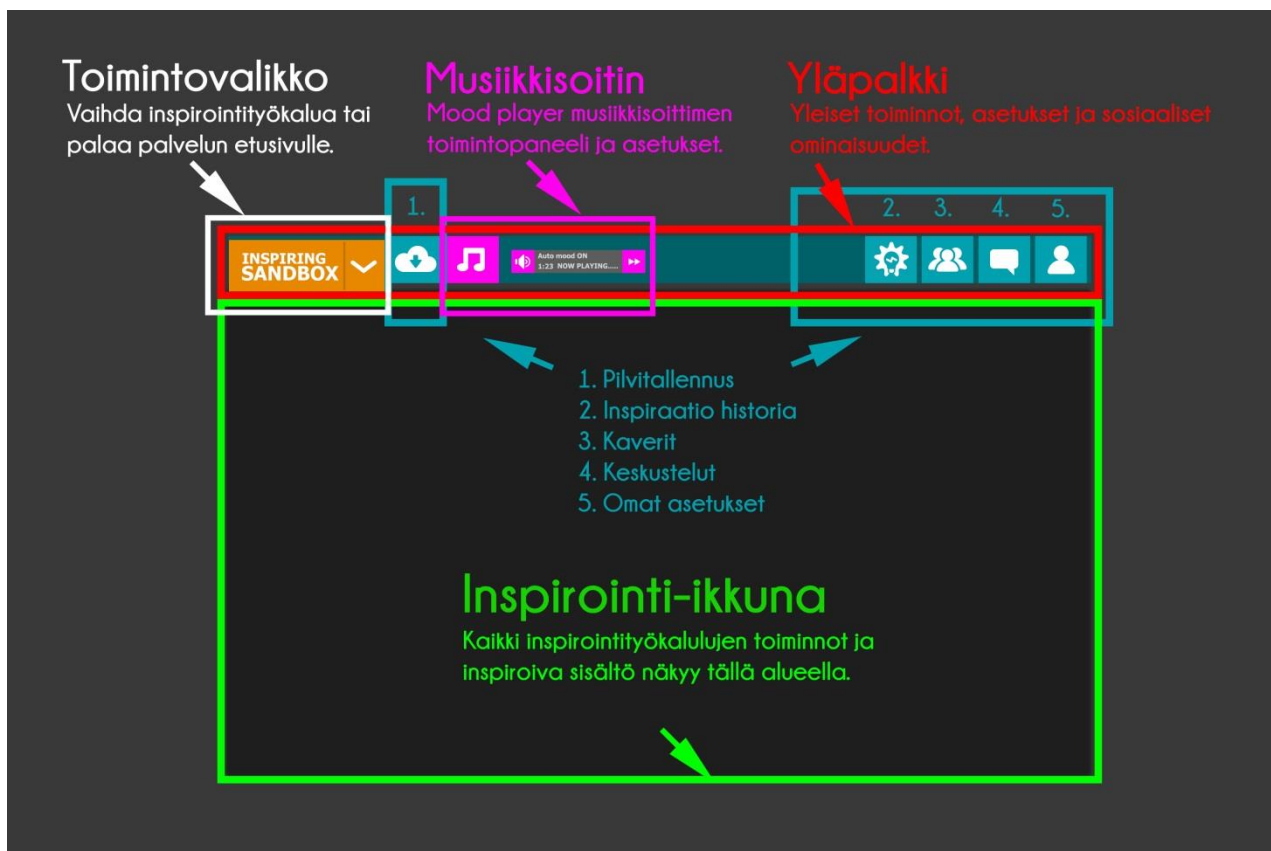 Toimintovalikko
Vaihda inspirointityökalua tai
palaa palvelun etusivulle.
Musiikkisoitin
Mood player musiikkisoittimen
toimintopaneeli ja asetukset.
Yläpalkki
Yleiset toiminnot, asetukset ja sosiaaliset
ominaisuudet.
1.
2.
3.
4.
5.
INSPIRING
SANDBOX
Auto mood ON
1:23 NOW PLAYING....
1. Pilvitallennus
2. Inspiraatio historia
3. Kaverit
4. Keskustelut
5. Omat asetukset
Inspirointi-ikkuna
Kaikki inspirointityökalulujen toiminnot ja
inspiroiva sisältö näkyy tällä alueella.